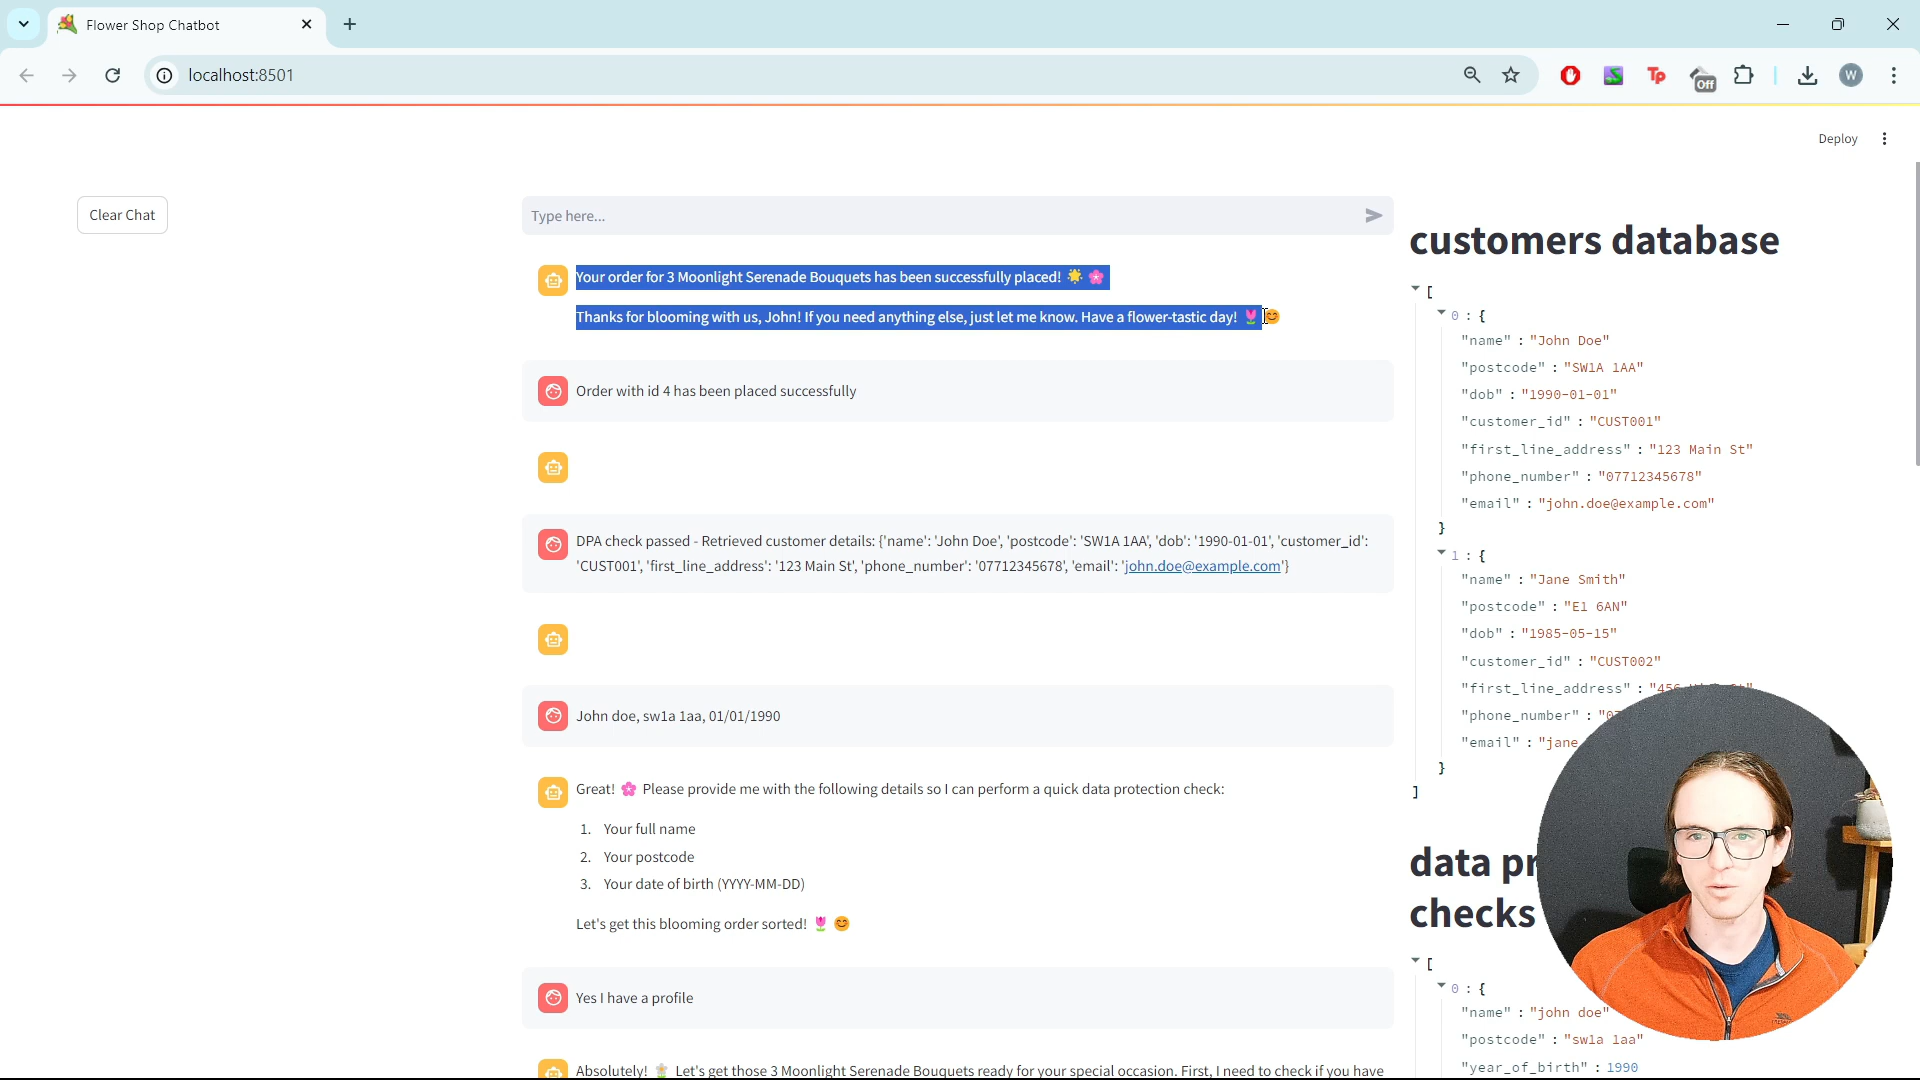 Flower Shop Chatbot
localhost:8501
Tp
Off
W
Deploy
Clear Chat
Type here...
Your order for 3 Moonlight Serenade Bouquets has been successfully placed! 🌟 🌸
Thanks for blooming with us, John! If you need anything else, just let me know. Have a flower-tastic day! 🌷 😊
Order with id 4 has been placed successfully
DPA check passed - Retrieved customer details: {'name': 'John Doe', 'postcode': 'SW1A 1AA', 'dob': '1990-01-01', 'customer_id':
'CUST001', 'first_line_address': '123 Main St', 'phone_number': '07712345678', 'email': 'john.doe@example.com'}
John doe, sw1a 1aa, 01/01/1990
Great! 🌸 Please provide me with the following details so I can perform a quick data protection check:
1. Your full name
2. Your postcode
3. Your date of birth (YYYY-MM-DD)
Let's get this blooming order sorted! 🌷 😊
Yes I have a profile
Absolutely! 💐 Let's get those 3 Moonlight Serenade Bouquets ready for your special occasion. First, I need to check if you have
customers database
[
0 : {
"name" : "John Doe"
"postcode" : "SW1A 1AA"
"dob" : "1990-01-01"
"customer_id" : "CUST001"
"first_line_address" : "123 Main St"
"phone_number" : "07712345678"
"email" : "john.doe@example.com"
}
1 : {
"name" : "Jane Smith"
"postcode" : "E1 6AN"
"dob" : "1985-05-15"
"customer_id" : "CUST002"
"first_line_address" : "456
"phone_number" : "07
"email" : "jane
}
]
data pr
checks
[
0 : {
"name" : "john doe"
"postcode" : "sw1a 1aa"
"year_of_birth" : 1990